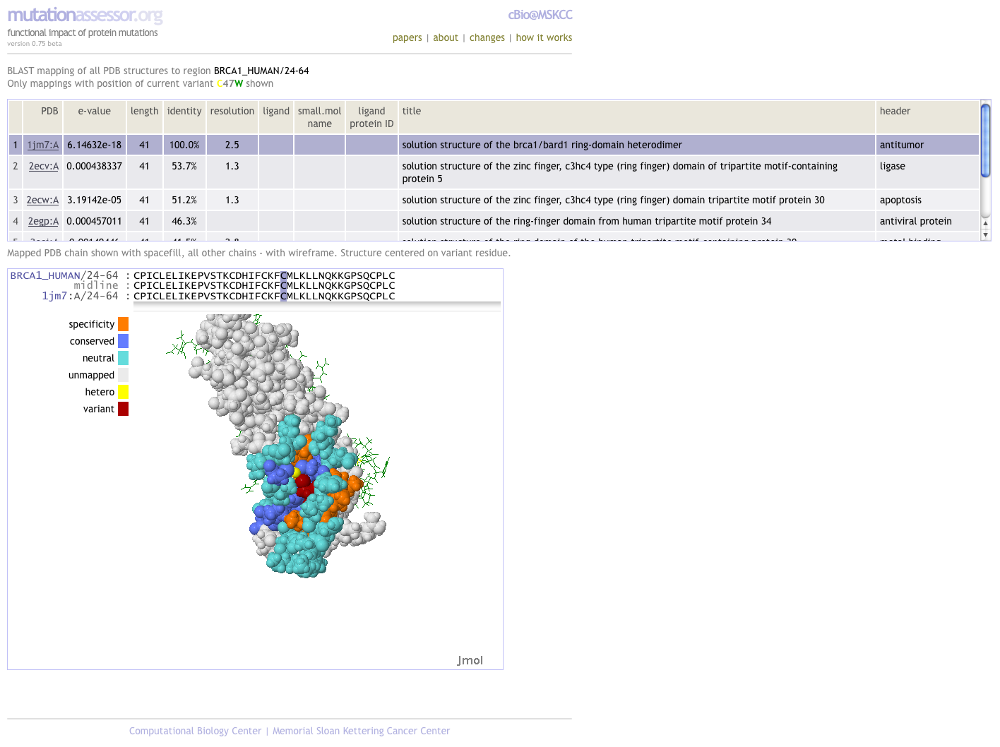 mutationassessor.org
cBio@MSKCC
functional impact of protein mutations
version 0.75 beta
papers | about | changes | how it works
BLAST mapping of all PDB structures to region BRCA1_HUMAN/24-64
Only mappings with position of current variant C47W shown
PDB e-value length identity resolution ligand small.mol name ligand protein ID title header
1 1jm7:A 6.14632e-18 41 100.0% 2.5 solution structure of the brca1/bard1 ring-domain heterodimer antitumor
2 2ecv:A 0.000438337 41 53.7% 1.3 solution structure of the zinc finger, c3hc4 type (ring finger) domain of tripartite motif-containing protein 5 ligase
3 2ecw:A 3.19142e-05 41 51.2% 1.3 solution structure of the zinc finger, c3hc4 type (ring finger) domain tripartite motif protein 30 apoptosis
4 2egp:A 0.000457011 41 46.3% solution structure of the ring-finger domain from human tripartite motif protein 34 antiviral protein
Mapped PDB chain shown with spacefill, all other chains - with wireframe. Structure centered on variant residue.
BRCA1_HUMAN/24-64 : CPICLELIKEPVSTKCDHIFCKFCMLKLLNQKKGPSQCPLC
midline : CPICLELIKEPVSTKCDHIFCKFCMLKLLNQKKGPSQCPLC
1jm7:A/24-64 : CPICLELIKEPVSTKCDHIFCKFCMLKLLNQKKGPSQCPLC
specificity
conserved
neutral
unmapped
hetero
variant
Jmol
Computational Biology Center | Memorial Sloan Kettering Cancer Center